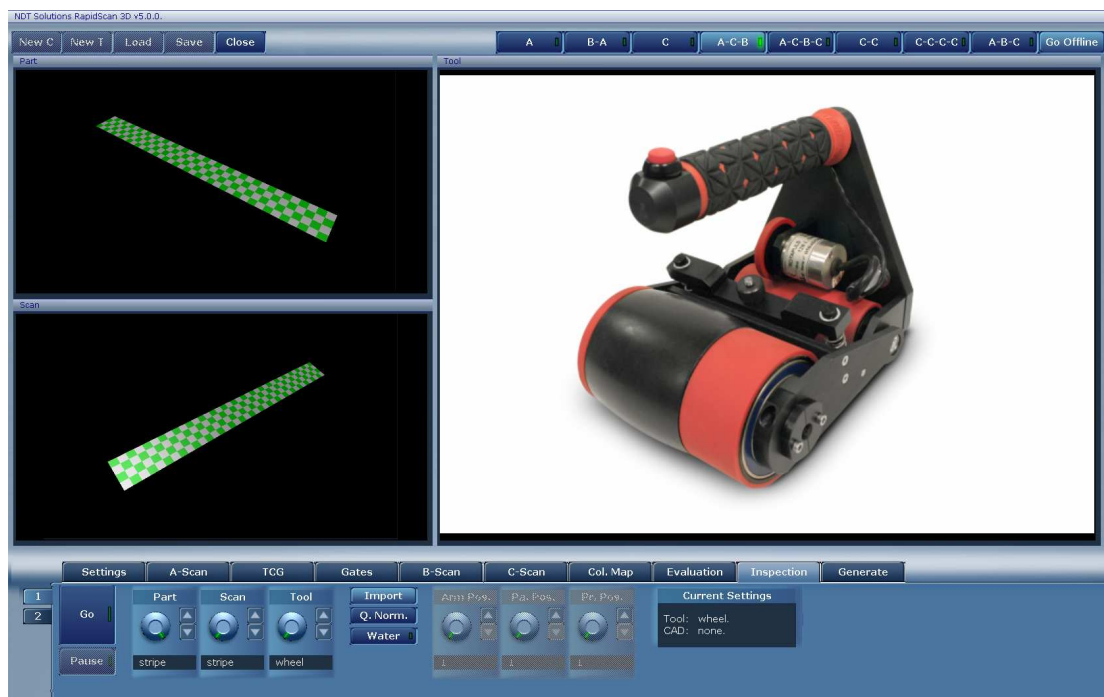 NDT Solutions RapidScan 3D v5.0.0.
New C New T Load Save Close A B-A C A-C-B A-C-B-C C-C C-C-C-C A-B-C Go Offline
Part Tool
Scan
Settings A-Scan TCG Gates B-Scan C-Scan Col. Map Evaluation Inspection Generate
1 Go Part Scan Tool Import Arm Pos. Pa. Pos. Pr. Pos. Current Settings
2 Q. Norm. Tool: wheel.
Water CAD: none.
Pause stripe stripe wheel 1 1 1